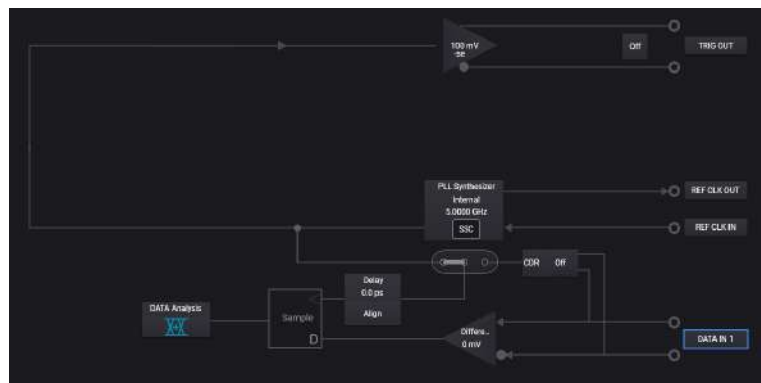 100 mV
-se
Off
TRIG OUT
PLL Synthesizer
Internal
5.0000 GHz
SSC
REF CLK OUT
REF CLK IN
CDR Off
Delay
0.0 ps
Align
DATA Analysis
Sample
D
Differe..
0 mV
DATA IN 1